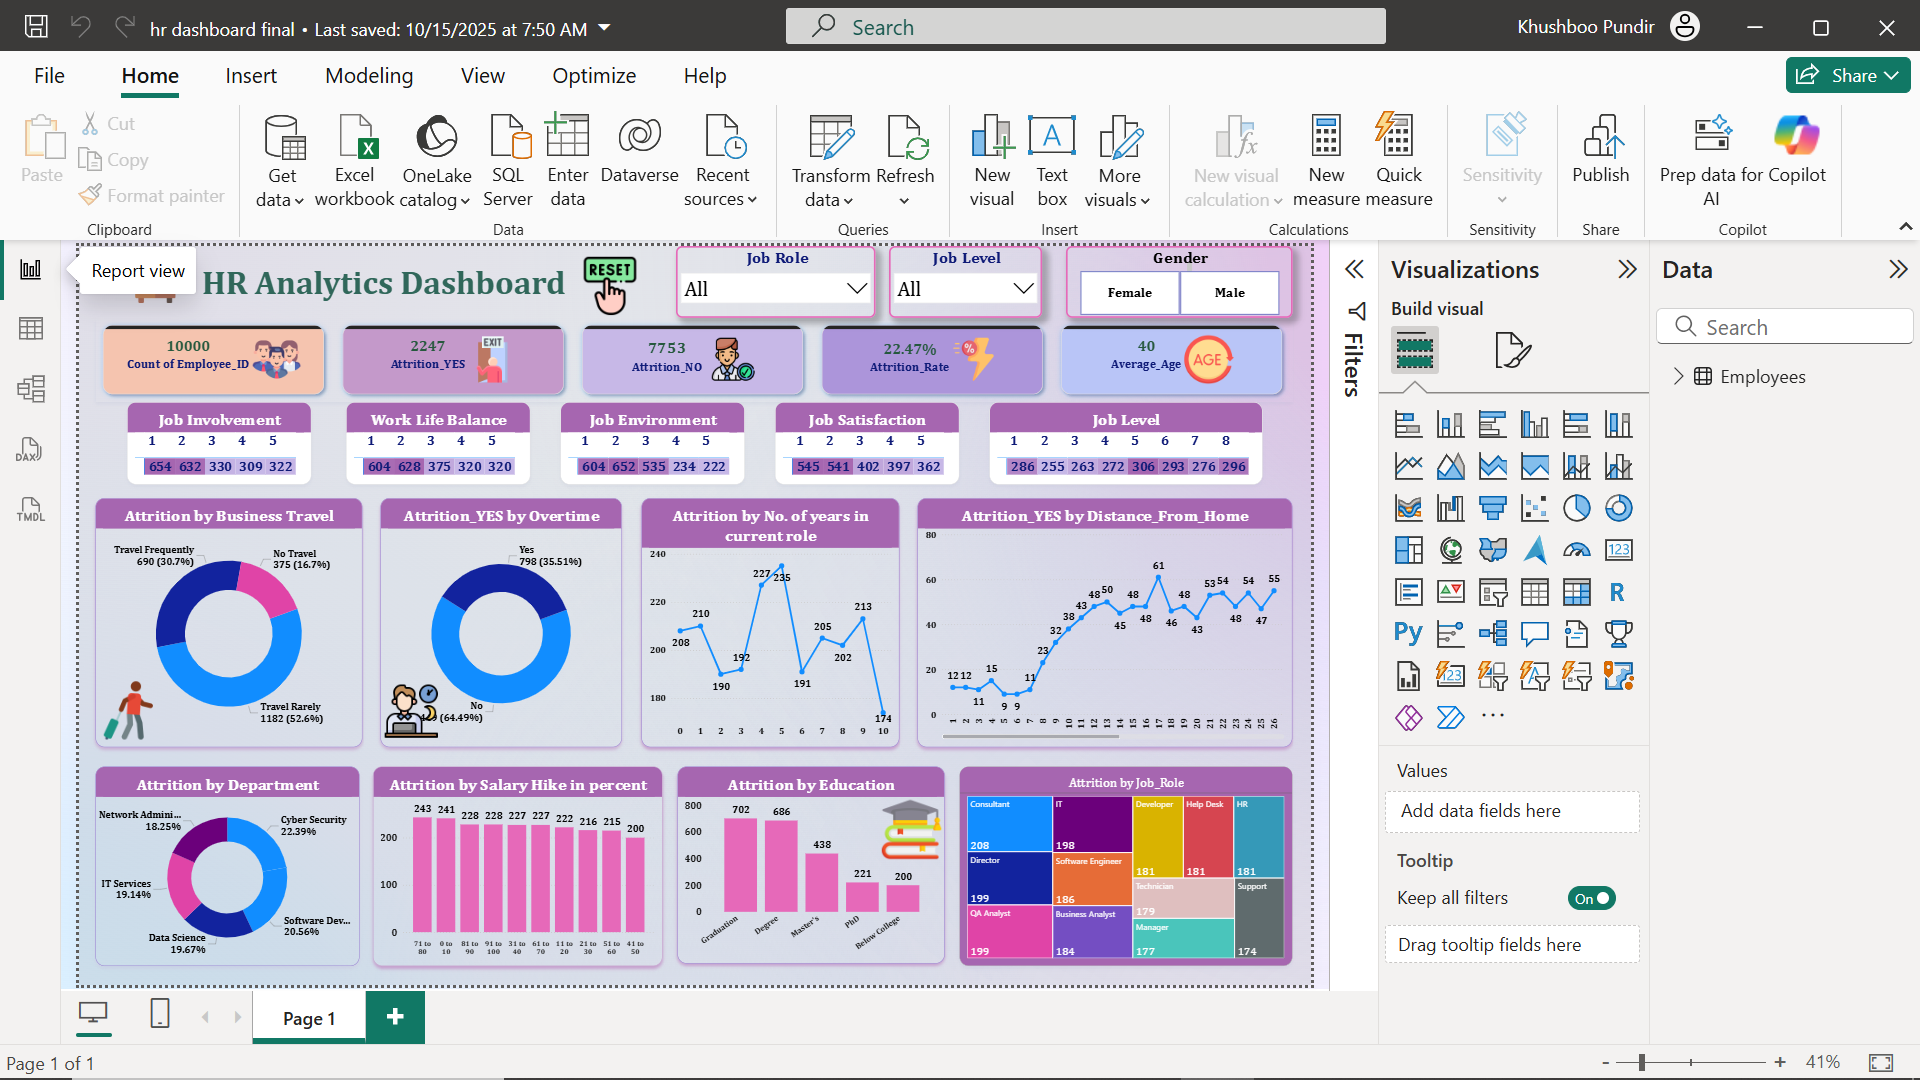 hr dashboard final • Last saved: 10/15/2025 at 7:50 AM
Search
Khushboo Pundir
File Home Insert Modeling View Optimize Help
Share
Paste
Cut
Copy
Format painter
Clipboard
Get data
Excel workbook
OneLake catalog
SQL Server
Enter data
Dataverse
Recent sources
Data
Transform data
Refresh
Queries
New visual
Text box
More visuals
Insert
New visual calculation
New measure
Quick measure
Calculations
Sensitivity
Sensitivity
Publish
Share
Prep data for AI
Copilot
Copilot
Report view
HR Analytics Dashboard
RESET
Job Role
All
Job Level
All
Gender
Female Male
10000
Count of Employee_ID
2247
Attrition_YES
EXIT
7753
Attrition_NO
22.47%
Attrition_Rate
%
40
Average_Age
AGE
Job Involvement
1 2 3 4 5
654 632 330 309 322
Work Life Balance
1 2 3 4 5
604 628 375 320 320
Job Environment
1 2 3 4 5
604 652 535 234 222
Job Satisfaction
1 2 3 4 5
545 541 402 397 362
Job Level
1 2 3 4 5 6 7 8
286 255 263 272 306 293 276 296
Attrition by Business Travel
Travel Frequently
690 (30.7%)
No Travel
375 (16.7%)
Travel Rarely
1182 (52.6%)
Attrition_YES by Overtime
Yes
798 (35.51%)
No
(64.49%)
Attrition by No. of years in
current role
240
220
200
180
208 210 190 192 227 235 191 205 202 213 174
0 1 2 3 4 5 6 7 8 9 10
Attrition_YES by Distance_From_Home
80
60
40
20
0
12 12 11 15 9 9 11 23 32 38 43 48 50 45 48 48 61 46 48 43 53 54 48 54 47 55
1 2 3 4 5 6 7 8 9 10 11 12 13 14 15 16 17 18 19 20 21 22 23 24 25 26
Attrition by Department
Network Admini...
18.25%
Cyber Security
22.39%
IT Services
19.14%
Software Dev...
20.56%
Data Science
19.67%
Attrition by Salary Hike in percent
200
100
0
243 241 228 228 227 227 222 216 215 200
71 to 80
0 to 10
81 to 90
91 to 100
31 to 40
61 to 70
11 to 20
21 to 30
51 to 60
41 to 50
Attrition by Education
800
600
400
200
0
702 686 438 221 200
Graduation
Degree
Master's
PhD
Below College
Attrition by Job_Role
Consultant
208
IT
198
Developer
181
Help Desk
181
HR
181
Director
199
Software Engineer
186
Technician
179
Support
174
QA Analyst
199
Business Analyst
184
Manager
177
DAX
TMDL
Filters
Visualizations
Build visual
123
R
Py
123
Values
Add data fields here
Tooltip
Keep all filters
On
Drag tooltip fields here
Data
Search
Employees
Page 1
Page 1 of 1
- + 41%